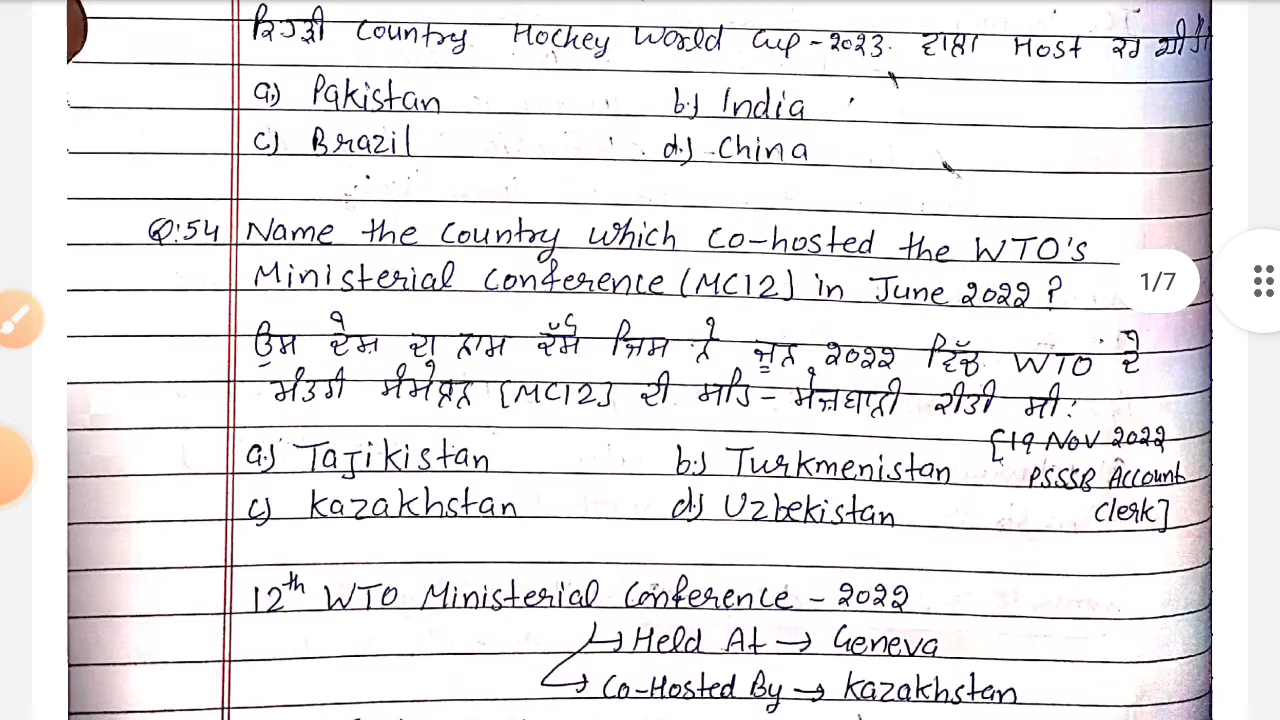 ਕਿਹੜੀ Country Hockey World Cup - 2023 ਦਾ Host
a.) Pakistan b.) India
c) Brazil d.) China
Q:54 Name the Country which co-hosted the WTO's
Ministerial Conference (MC12) in June 2022 ?
1/7
ਉਸ ਦੇਸ਼ ਦਾ ਨਾਮ ਦੱਸੋ ਜਿਸ ਨੇ ਜੂਨ 2022 ਵਿੱਚ WTO ਦੇ
ਮੰਤਰੀ ਸੰਮੇਲਨ [MC12] ਦੀ ਸਹਿ - ਮੇਜ਼ਬਾਨੀ ਕੀਤੀ ਸੀ:
[19 Nov 2022
a.) Tajikistan b.) Turkmenistan PSSSB Account
c) Kazakhstan d.) Uzbekistan Clerk]
12th WTO Ministerial Conference - 2022
↳ Held At → Geneva
↳ Co-Hosted By → Kazakhstan